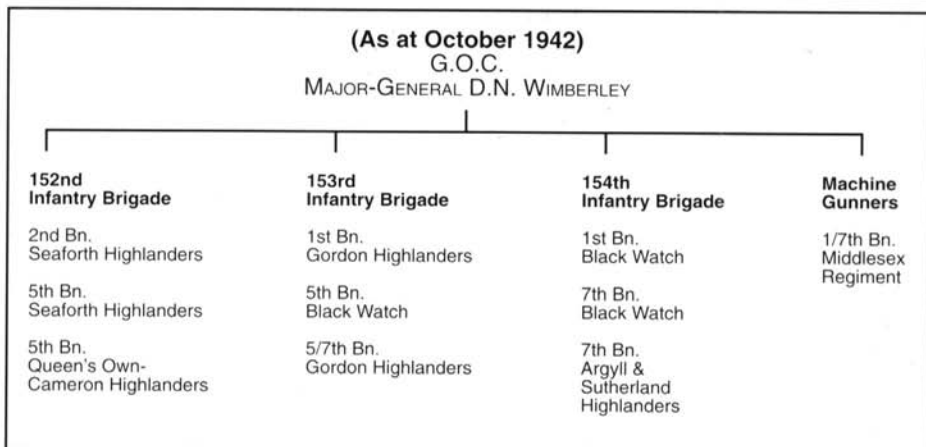 (As at October 1942)
G.O.C.
MAJOR-GENERAL D.N. WIMBERLEY
152nd
Infantry Brigade
2nd Bn.
Seaforth Highlanders
5th Bn.
Seaforth Highlanders
5th Bn.
Queen's Own-
Cameron Highlanders
153rd
Infantry Brigade
1st Bn.
Gordon Highlanders
5th Bn.
Black Watch
5/7th Bn.
Gordon Highlanders
154th
Infantry Brigade
1st Bn.
Black Watch
7th Bn.
Black Watch
7th Bn.
Argyll &
Sutherland
Highlanders
Machine
Gunners
1/7th Bn.
Middlesex
Regiment